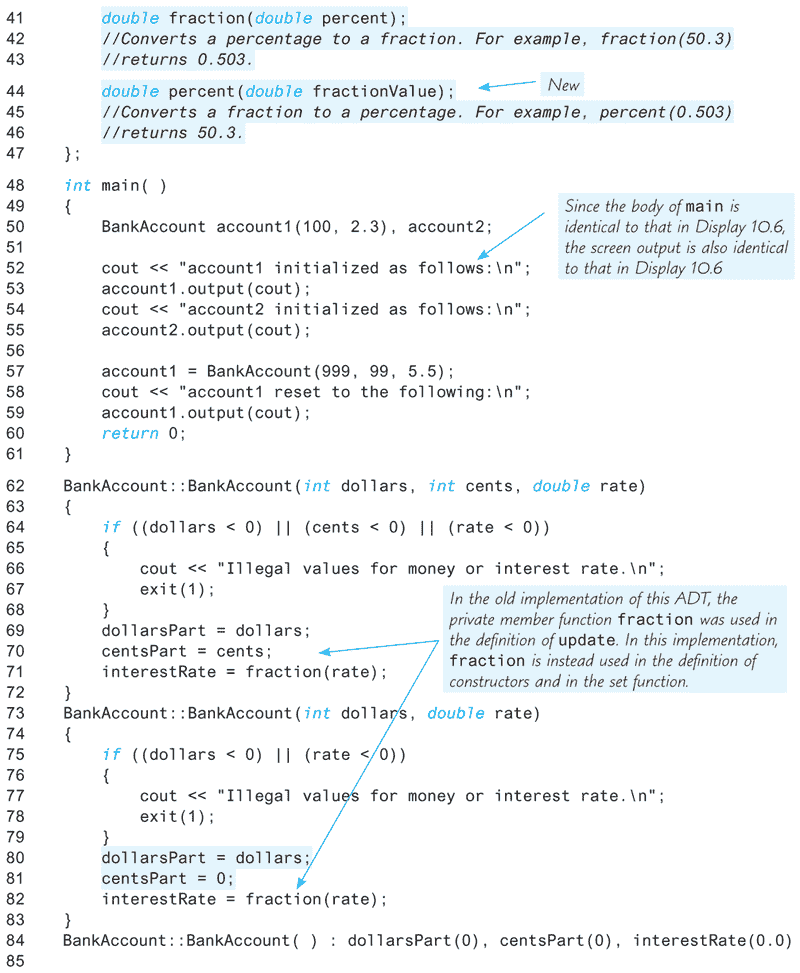 41 double fraction(double percent);
42 //Converts a percentage to a fraction. For example, fraction(50.3)
43 //returns 0.503.
44 double percent(double fractionValue);
New
45 //Converts a fraction to a percentage. For example, percent(0.503)
46 //returns 50.3.
47 };
48 int main( )
49 {
50 BankAccount account1(100, 2.3), account2;
51
52 cout << "account1 initialized as follows:\n";
53 account1.output(cout);
54 cout << "account2 initialized as follows:\n";
55 account2.output(cout);
56
Since the body of main is
identical to that in Display 10.6,
the screen output is also identical
to that in Display 10.6
57 account1 = BankAccount(999, 99, 5.5);
58 cout << "account1 reset to the following:\n";
59 account1.output(cout);
60 return 0;
61 }
62 BankAccount::BankAccount(int dollars, int cents, double rate)
63 {
64 if ((dollars < 0) || (cents < 0) || (rate < 0))
65 {
66 cout << "Illegal values for money or interest rate.\n";
67 exit(1);
68 }
69 dollarsPart = dollars;
70 centsPart = cents;
71 interestRate = fraction(rate);
72 }
In the old implementation of this ADT, the
private member function fraction was used in
the definition of update. In this implementation,
fraction is instead used in the definition of
constructors and in the set function.
73 BankAccount::BankAccount(int dollars, double rate)
74 {
75 if ((dollars < 0) || (rate < 0))
76 {
77 cout << "Illegal values for money or interest rate.\n";
78 exit(1);
79 }
80 dollarsPart = dollars;
81 centsPart = 0;
82 interestRate = fraction(rate);
83 }
84 BankAccount::BankAccount( ) : dollarsPart(0), centsPart(0), interestRate(0.0)
85